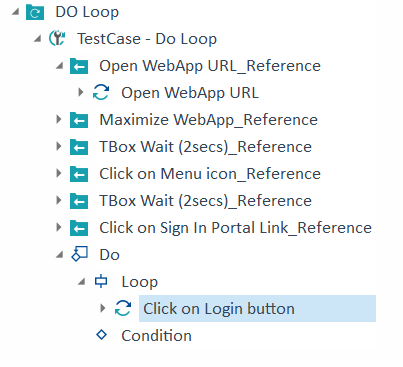 DO Loop
TestCase - Do Loop
Open WebApp URL_Reference
Open WebApp URL
Maximize WebApp_Reference
TBox Wait (2secs)_Reference
Click on Menu icon_Reference
TBox Wait (2secs)_Reference
Click on Sign In Portal Link_Reference
Do
Loop
Click on Login button
Condition